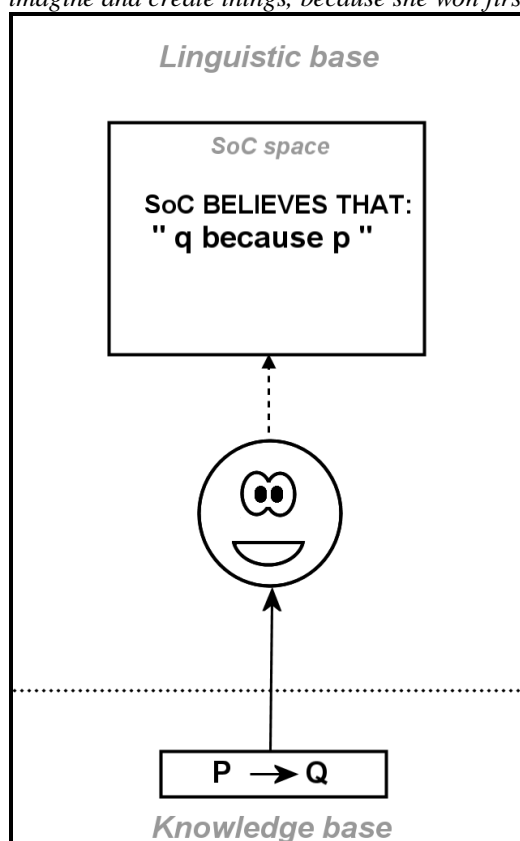 imagine and create things, because she won firs
Linguistic base
SoC space
SoC BELIEVES THAT:
" q because p "
P → Q
Knowledge base